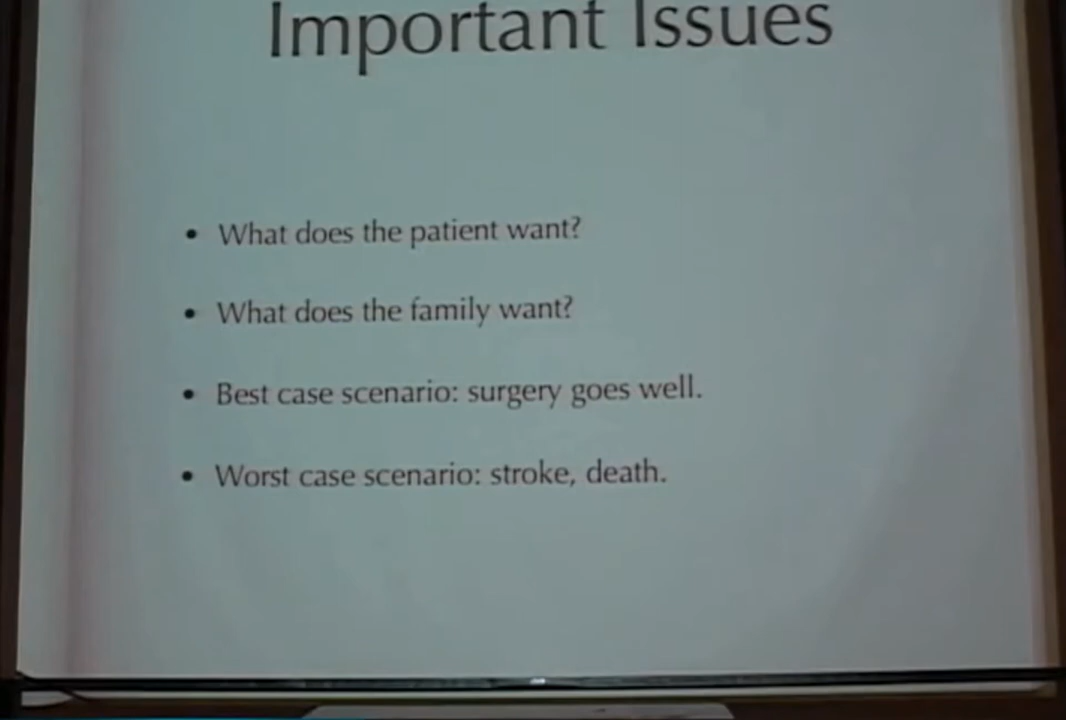 Important Issues
• What does the patient want?
• What does the family want?
• Best case scenario: surgery goes well.
• Worst case scenario: stroke, death.